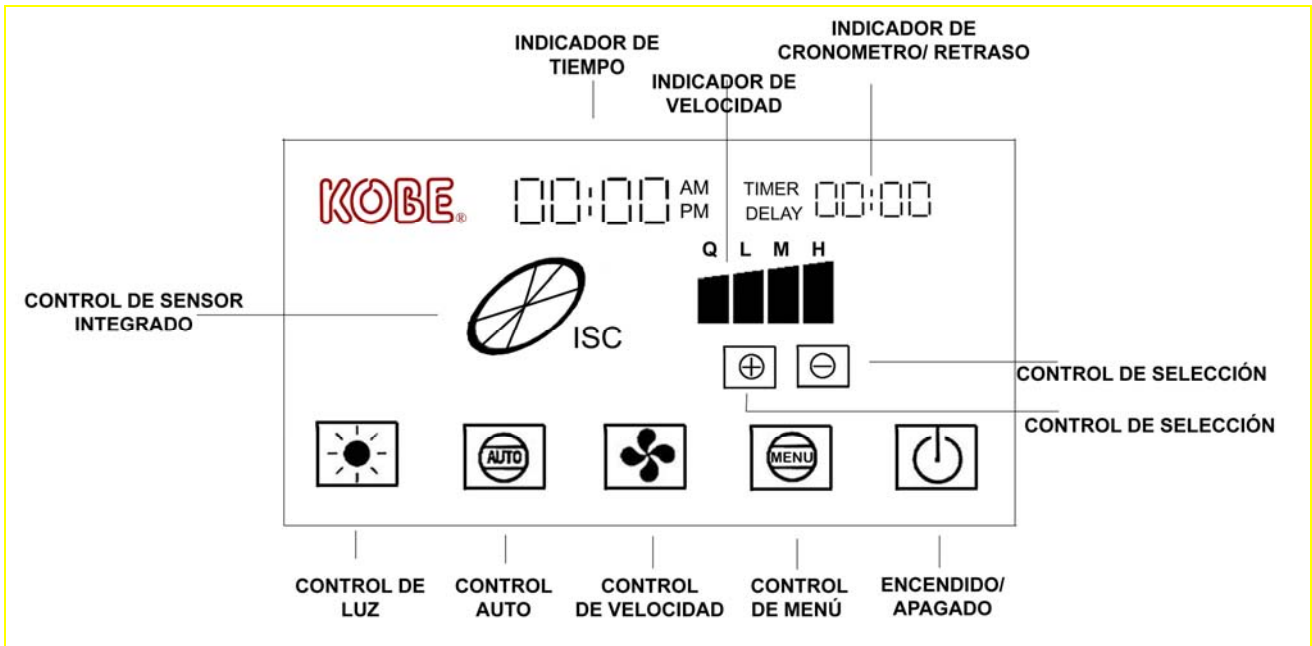 INDICADOR DE
TIEMPO
INDICADOR DE
CRONOMETRO/ RETRASO
INDICADOR DE
VELOCIDAD
KOBE®
00:00 AM
PM
TIMER
DELAY
00:00
Q L M H
CONTROL DE SENSOR
INTEGRADO
ISC
CONTROL DE SELECCIÓN
CONTROL DE SELECCIÓN
AUTO
MENU
CONTROL DE
LUZ
CONTROL
AUTO
CONTROL
DE VELOCIDAD
CONTROL
DE MENÚ
ENCENDIDO/
APAGADO